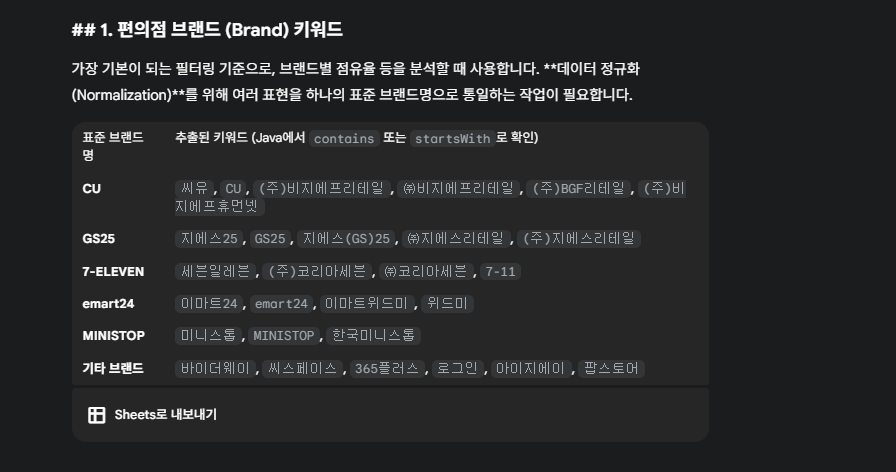 ## 1. 편의점 브랜드 (Brand) 키워드
가장 기본이 되는 필터링 기준으로, 브랜드별 점유율 등을 분석할 때 사용합니다. **데이터 정규화
(Normalization)**를 위해 여러 표현을 하나의 표준 브랜드명으로 통일하는 작업이 필요합니다.
표준 브랜드
명
추출된 키워드 (Java에서 contains 또는 startsWith로 확인)
CU
씨유, CU, (주)비지에프리테일, ㈜비지에프리테일, (주)BGF리테일, (주)비
지에프휴먼넷
GS25
지에스25, GS25, 지에스(GS)25, ㈜지에스리테일, (주)지에스리테일
7-ELEVEN
세븐일레븐, (주)코리아세븐, ㈜코리아세븐, 7-11
emart24
이마트24, emart24, 이마트위드미, 위드미
MINISTOP
미니스톱, MINISTOP, 한국미니스톱
기타 브랜드
바이더웨이, 씨스페이스, 365플러스, 로그인, 아이지에이, 팝스토어
Sheets로 내보내기